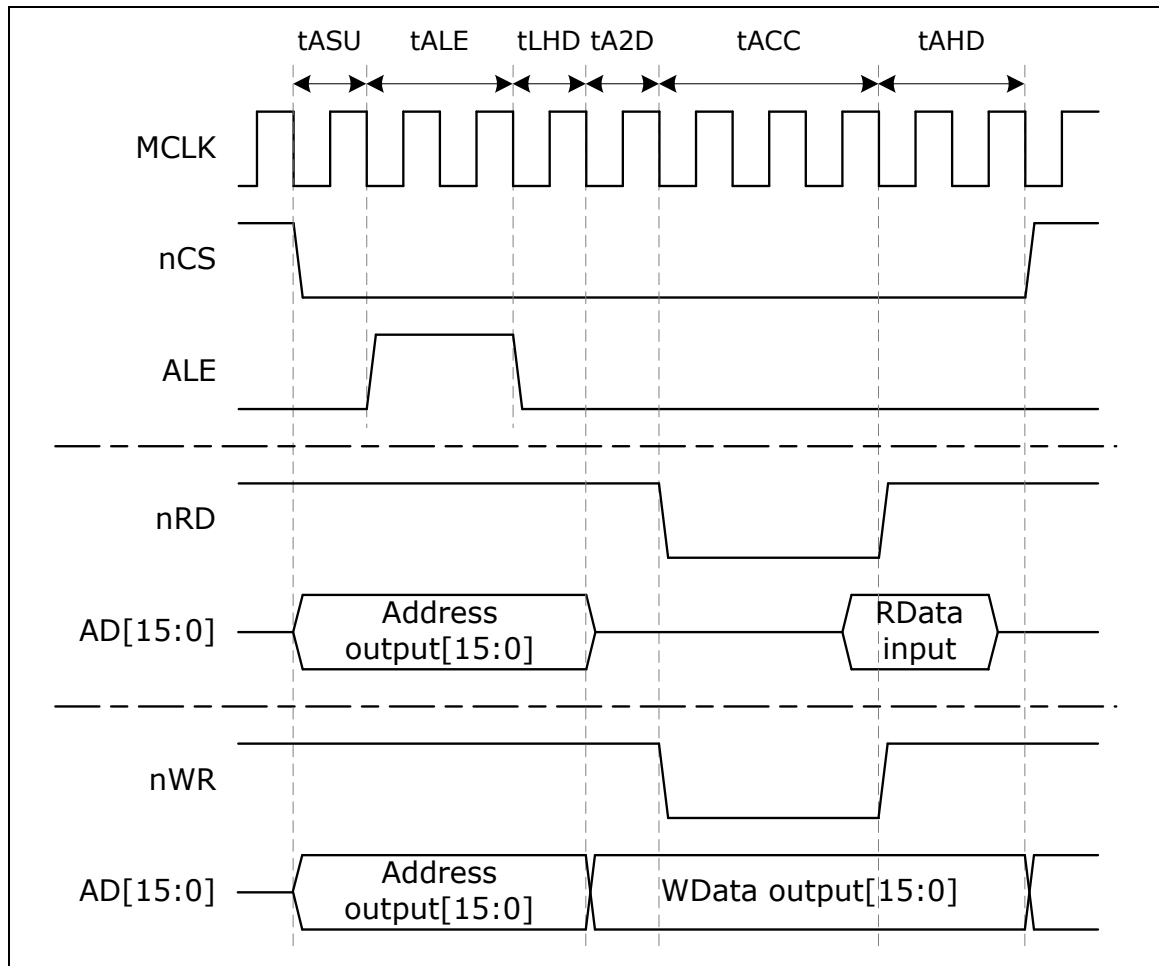 tASU tALE tLHD tA2D tACC tAHD
MCLK
nCS
ALE
nRD
AD[15:0]
Address
output[15:0]
RData
input
nWR
AD[15:0]
Address
output[15:0]
WData output[15:0]